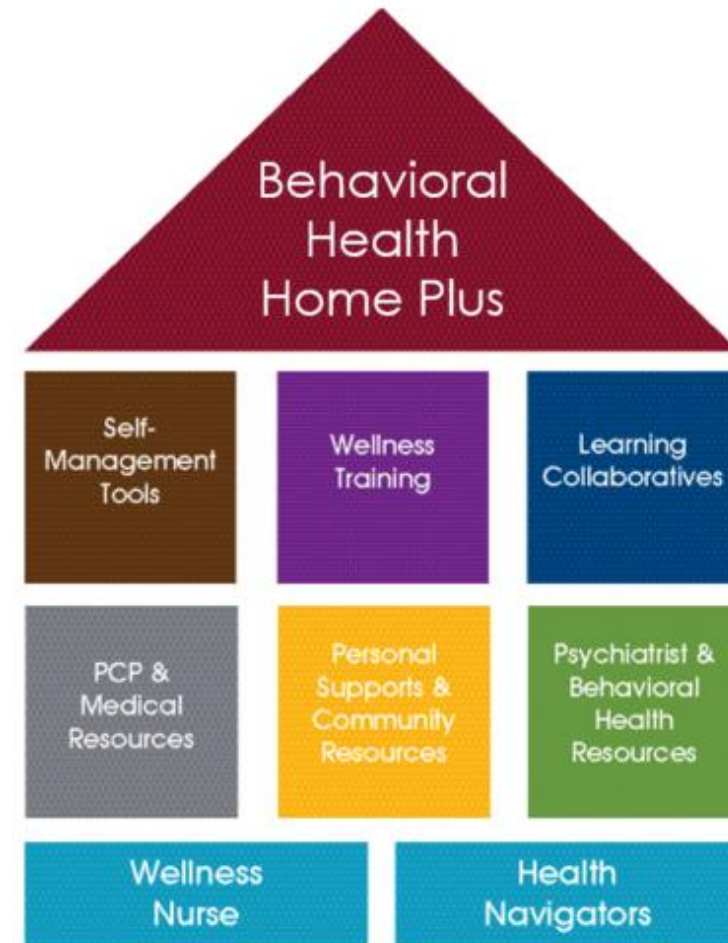 Behavioral
Health
Home Plus
Self-
Management
Tools
Wellness
Training
Learning
Collaboratives
PCP &
Medical
Resources
Personal
Supports &
Community
Resources
Psychiatrist &
Behavioral
Health
Resources
Wellness
Nurse
Health
Navigators